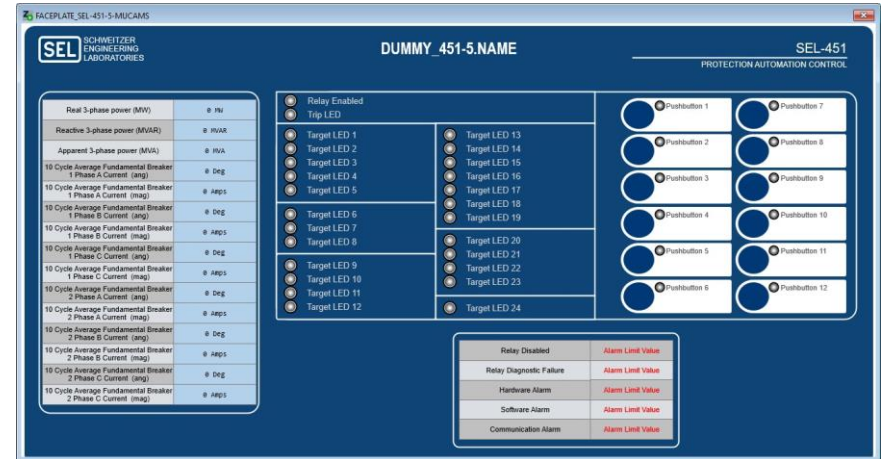 FACEPLATE_SEL-451-5-MUCAMS
SEL
SCHWEITZER
ENGINEERING
LABORATORIES
DUMMY_451-5.NAME
SEL-451
PROTECTION AUTOMATION CONTROL
Real 3-phase power (MW) 0 MW
Reactive 3-phase power (MVAR) 0 MVAR
Apparent 3-phase power (MVA) 0 MVA
10 Cycle Average Fundamental Breaker
1 Phase A Current (ang) 0 Deg
10 Cycle Average Fundamental Breaker
1 Phase A Current (mag) 0 Amps
10 Cycle Average Fundamental Breaker
1 Phase B Current (ang) 0 Deg
10 Cycle Average Fundamental Breaker
1 Phase B Current (mag) 0 Amps
10 Cycle Average Fundamental Breaker
1 Phase C Current (ang) 0 Deg
10 Cycle Average Fundamental Breaker
1 Phase C Current (mag) 0 Amps
10 Cycle Average Fundamental Breaker
2 Phase A Current (ang) 0 Deg
10 Cycle Average Fundamental Breaker
2 Phase A Current (mag) 0 Amps
10 Cycle Average Fundamental Breaker
2 Phase B Current (ang) 0 Deg
10 Cycle Average Fundamental Breaker
2 Phase B Current (mag) 0 Amps
10 Cycle Average Fundamental Breaker
2 Phase C Current (ang) 0 Deg
10 Cycle Average Fundamental Breaker
2 Phase C Current (mag) 0 Amps
Relay Enabled
Trip LED
Target LED 1
Target LED 2
Target LED 3
Target LED 4
Target LED 5
Target LED 6
Target LED 7
Target LED 8
Target LED 9
Target LED 10
Target LED 11
Target LED 12
Target LED 13
Target LED 14
Target LED 15
Target LED 16
Target LED 17
Target LED 18
Target LED 19
Target LED 20
Target LED 21
Target LED 22
Target LED 23
Target LED 24
Pushbutton 1
Pushbutton 2
Pushbutton 3
Pushbutton 4
Pushbutton 5
Pushbutton 6
Pushbutton 7
Pushbutton 8
Pushbutton 9
Pushbutton 10
Pushbutton 11
Pushbutton 12
Relay Disabled Alarm Limit Value
Relay Diagnostic Failure Alarm Limit Value
Hardware Alarm Alarm Limit Value
Software Alarm Alarm Limit Value
Communication Alarm Alarm Limit Value